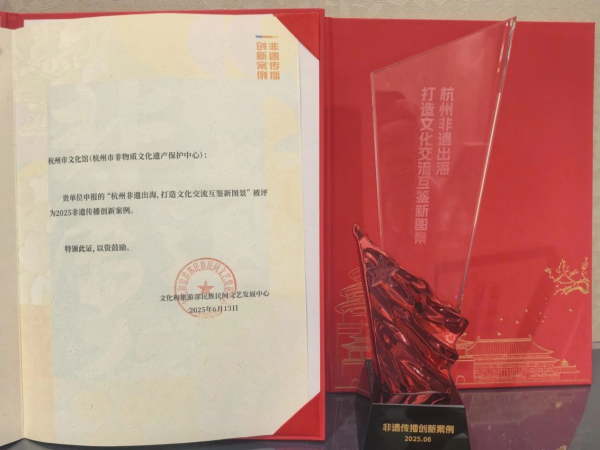 非遗传播
创新案例
杭州市文化馆(杭州市非物质文化遗产保护中心)：
贵单位申报的“杭州非遗出海,打造文化交流互鉴新图景”被评
为2025非遗传播创新案例。
特颁此证,以资鼓励。
文化和旅游部民族民间文艺发展中心
2025年6月13日
杭州非遗出海
打造文化交流互鉴新图景
非遗传播创新案例
2025.06